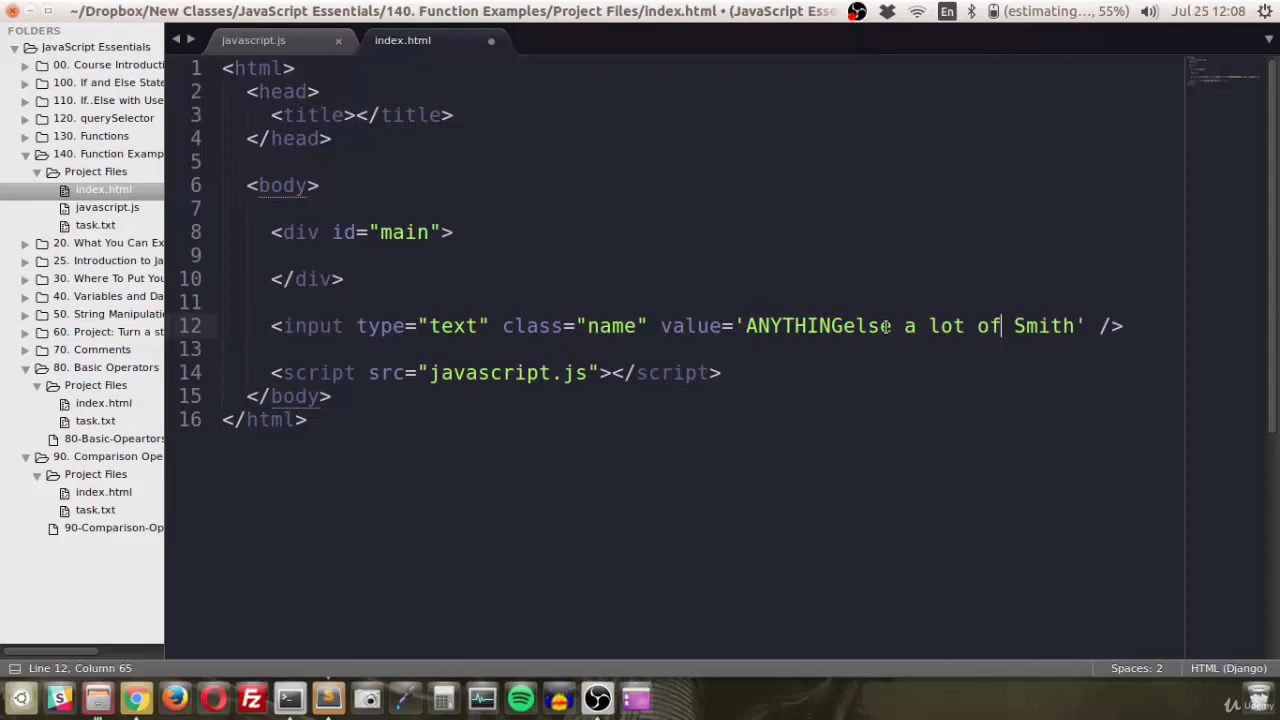 ~/Dropbox/New Classes/JavaScript Essentials/140. Function Examples/Project Files/index.html • (JavaScript Esse
En
(estimating..., 55%)
Jul 25 12:08
FOLDERS
JavaScript Essentials
00. Course Introducti
100. If and Else State
110. If..Else with Use
120. querySelector
130. Functions
140. Function Examp
Project Files
index.html
javascript.js
task.txt
20. What You Can Ex
25. Introduction to Ja
30. Where To Put You
40. Variables and Da
50. String Manipulati
60. Project: Turn a st
70. Comments
80. Basic Operators
Project Files
index.html
task.txt
80-Basic-Opeartors
90. Comparison Ope
Project Files
index.html
task.txt
90-Comparison-Op
javascript.js ×
index.html
1 <html>
2 <head>
3 <title></title>
4 </head>
5
6 <body>
7
8 <div id="main">
9
10 </div>
11
12 <input type="text" class="name" value='ANYTHINGelse a lot of Smith' />
13
14 <script src="javascript.js"></script>
15 </body>
16 </html>
Line 12, Column 65
Spaces: 2
HTML (Django)
Udemy